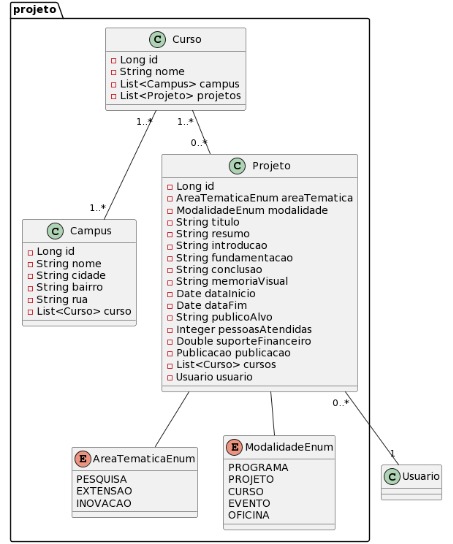 projeto
C Curso
Long id
String nome
List<Campus> campus
List<Projeto> projetos
1..* 1..*
0..*
1..*
C Projeto
Long id
AreaTematicaEnum areaTematica
ModalidadeEnum modalidade
String titulo
String resumo
String introducao
String fundamentacao
String conclusao
String memoriaVisual
Date dataInicio
Date dataFim
String publicoAlvo
Integer pessoasAtendidas
Double suporteFinanceiro
Publicacao publicacao
List<Curso> cursos
Usuario usuario
C Campus
Long id
String nome
String cidade
String bairro
String rua
List<Curso> curso
0..*
1
E AreaTematicaEnum
PESQUISA
EXTENSAO
INOVACAO
E ModalidadeEnum
PROGRAMA
PROJETO
CURSO
EVENTO
OFICINA
C Usuario